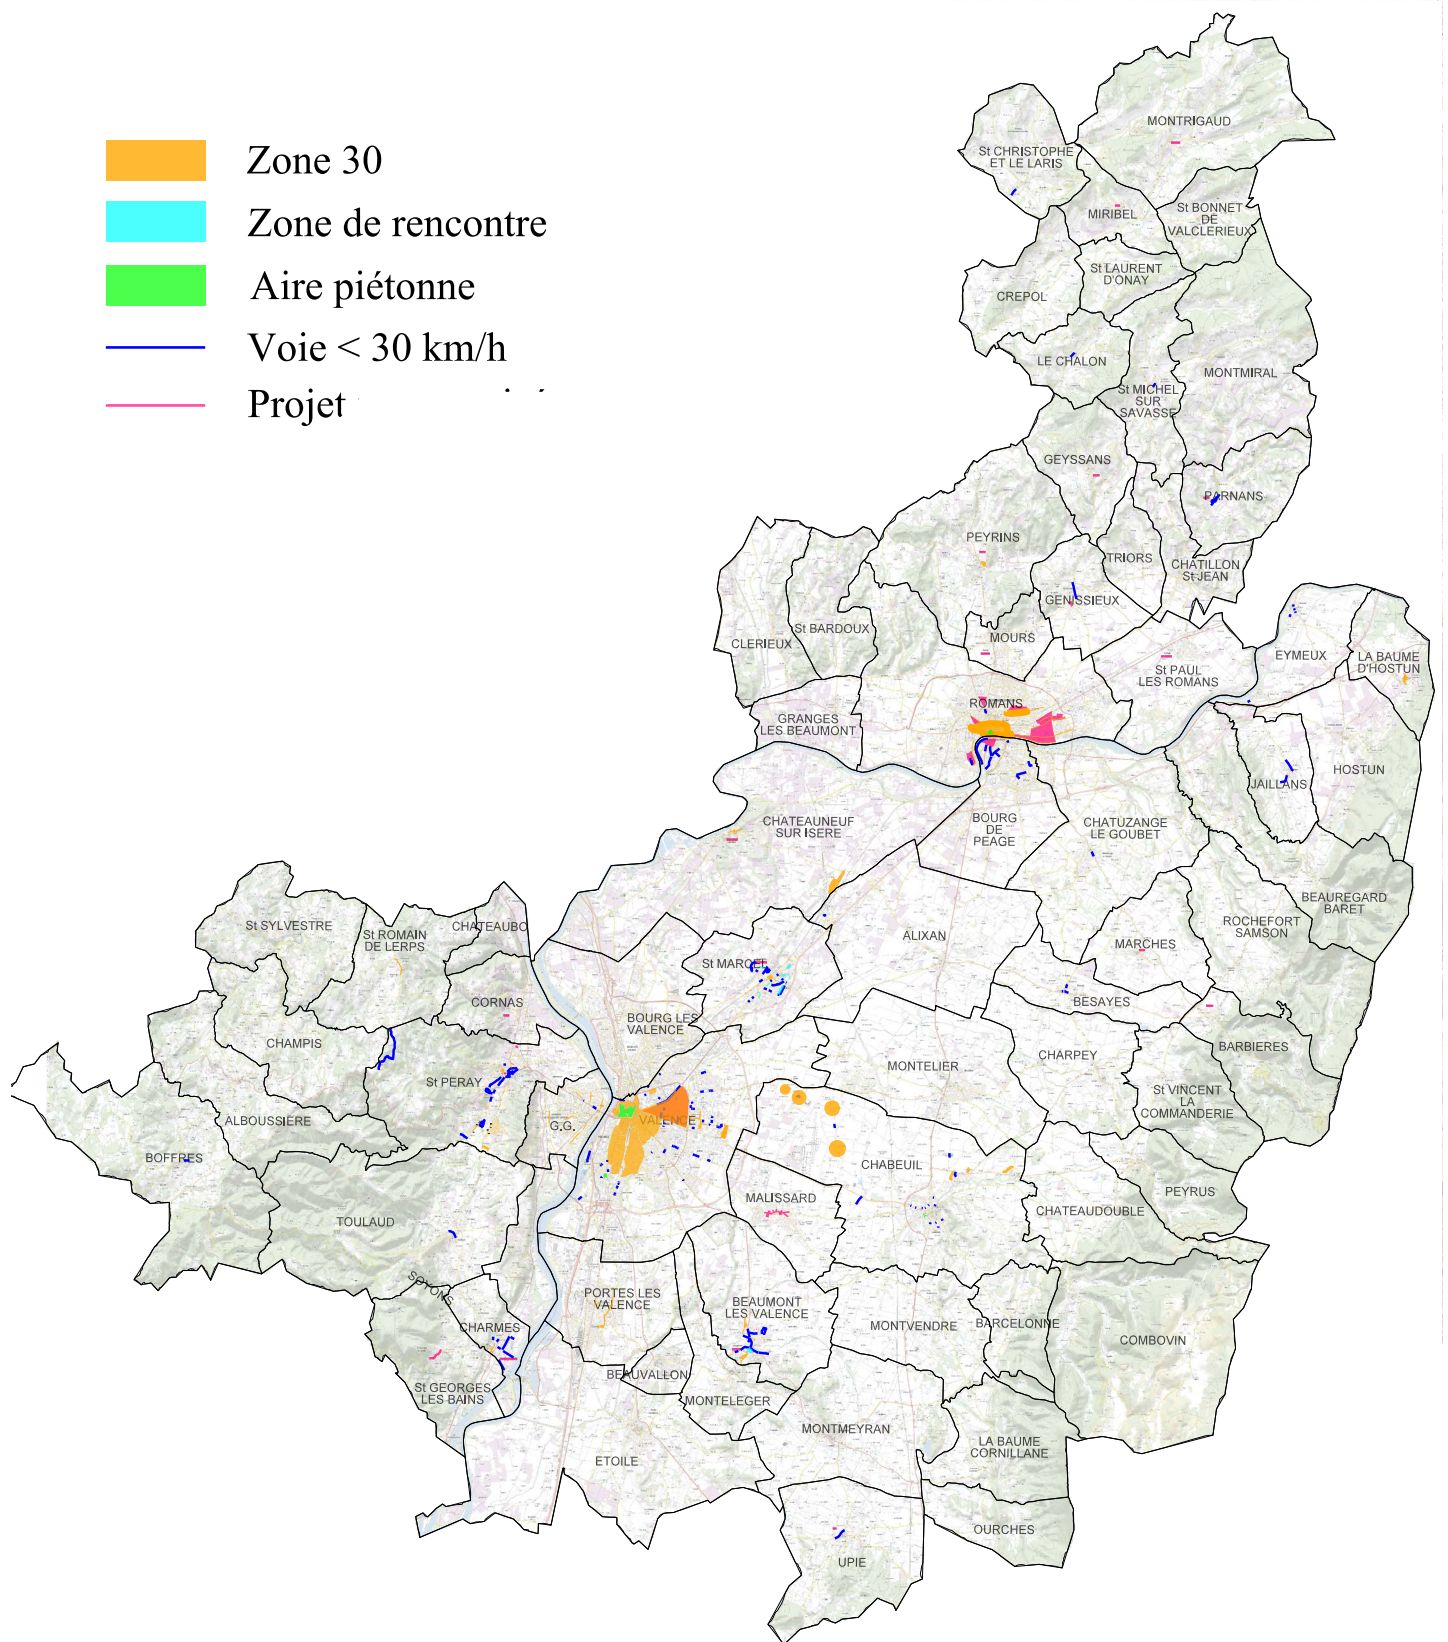 Zone 30
Zone de rencontre
Aire piétonne
Voie < 30 km/h
Projet
MONTRIGAUD
St CHRISTOPHE
ET LE LARIS
MIRIBEL
St BONNET
DE
VALCLERIEUX
St LAURENT
D'ONAY
CREPOL
LE CHALON
St MICHEL
SUR
SAVASSE
MONTMIRAL
GEYSSANS
PARNANS
PEYRINS
TRIORS
CHATILLON
St JEAN
GENISSIEUX
CLERIEUX
St BARDOUX
MOURS
St PAUL
LES ROMANS
EYMEUX
LA BAUME
D'HOSTUN
ROMANS
GRANGES
LES BEAUMONT
JAILLANS
HOSTUN
CHATEAUNEUF
SUR ISERE
BOURG
DE
PEAGE
CHATUZANGE
LE GOUBET
BEAUREGARD
BARET
ROCHEFORT
SAMSON
St SYLVESTRE
St ROMAIN
DE LERPS
CHATEAUBO
ALIXAN
MARCHES
St MARCEL
CORNAS
BESAYES
BOURG LES
VALENCE
CHAMPIS
MONTELIER
CHARPEY
BARBIERES
St PERAY
St VINCENT
LA
COMMANDERIE
ALBOUSSIERE
G.G.
VALENCE
BOFFRES
CHABEUIL
PEYRUS
MALISSARD
CHATEAUDOUBLE
TOULAUD
SOYONS
PORTES LES
VALENCE
BEAUMONT
LES VALENCE
CHARMES
MONTVENDRE
BARCELONNE
COMBOVIN
BEAUVALLON
St GEORGES
LES BAINS
MONTELEGER
MONTMEYRAN
LA BAUME
CORNILLANE
ETOILE
OURCHES
UPIE